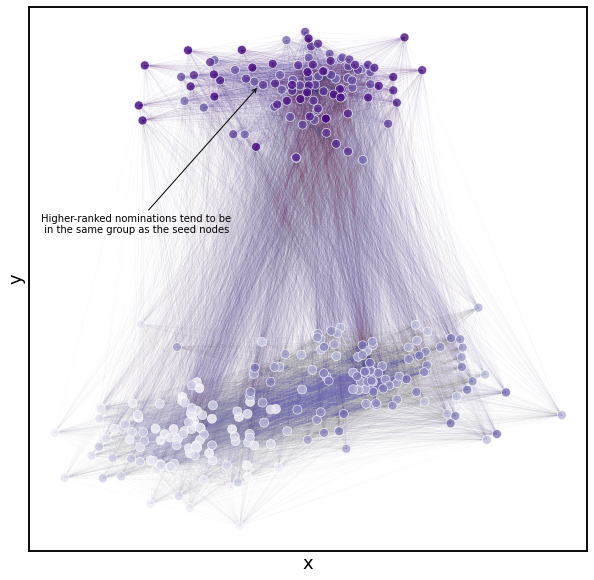 Higher-ranked nominations tend to be
in the same group as the seed nodes
y
x